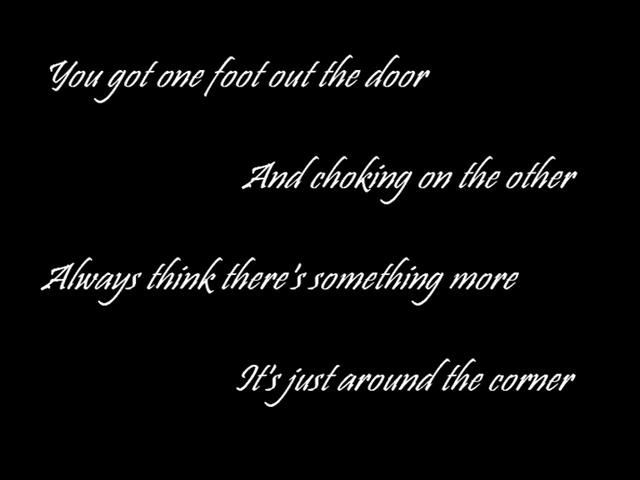 You got one foot out the door
And choking on the other
Always think there's something more
It's just around the corner